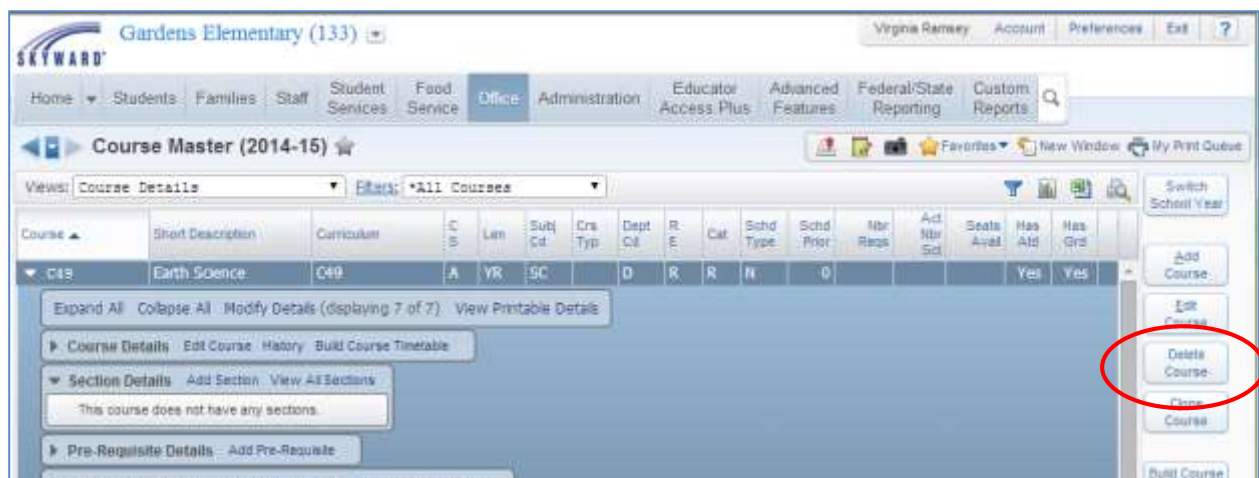 Gardens Elementary (133)
Virginia Ramsey Account Preferences Exit ?
SKYWARD
Home Students Families Staff Student Services Food Service Office Administration Educator Access Plus Advanced Features Federal/State Reporting Custom Reports
Course Master (2014-15)
Favorites New Window My Print Queue
Views: Course Details Filters: *All Courses
Switch School Year
Course Short Description Curriculum C S Len Subj Cd Crs Typ Dept Cd R E Cat Schd Type Schd Prior Nbr Reqs Act Nbr Sct Seats Avail Has Atd Has Grd
Add Course
C49 Earth Science C49 A YR SC D R R N 0 Yes Yes
Expand All Collapse All Modify Details (displaying 7 of 7) View Printable Details
Edit Course
Course Details Edit Course History Build Course Timetable
Delete Course
Section Details Add Section View All Sections
This course does not have any sections.
Clone Course
Pre-Requisite Details Add Pre-Requisite
Build Course